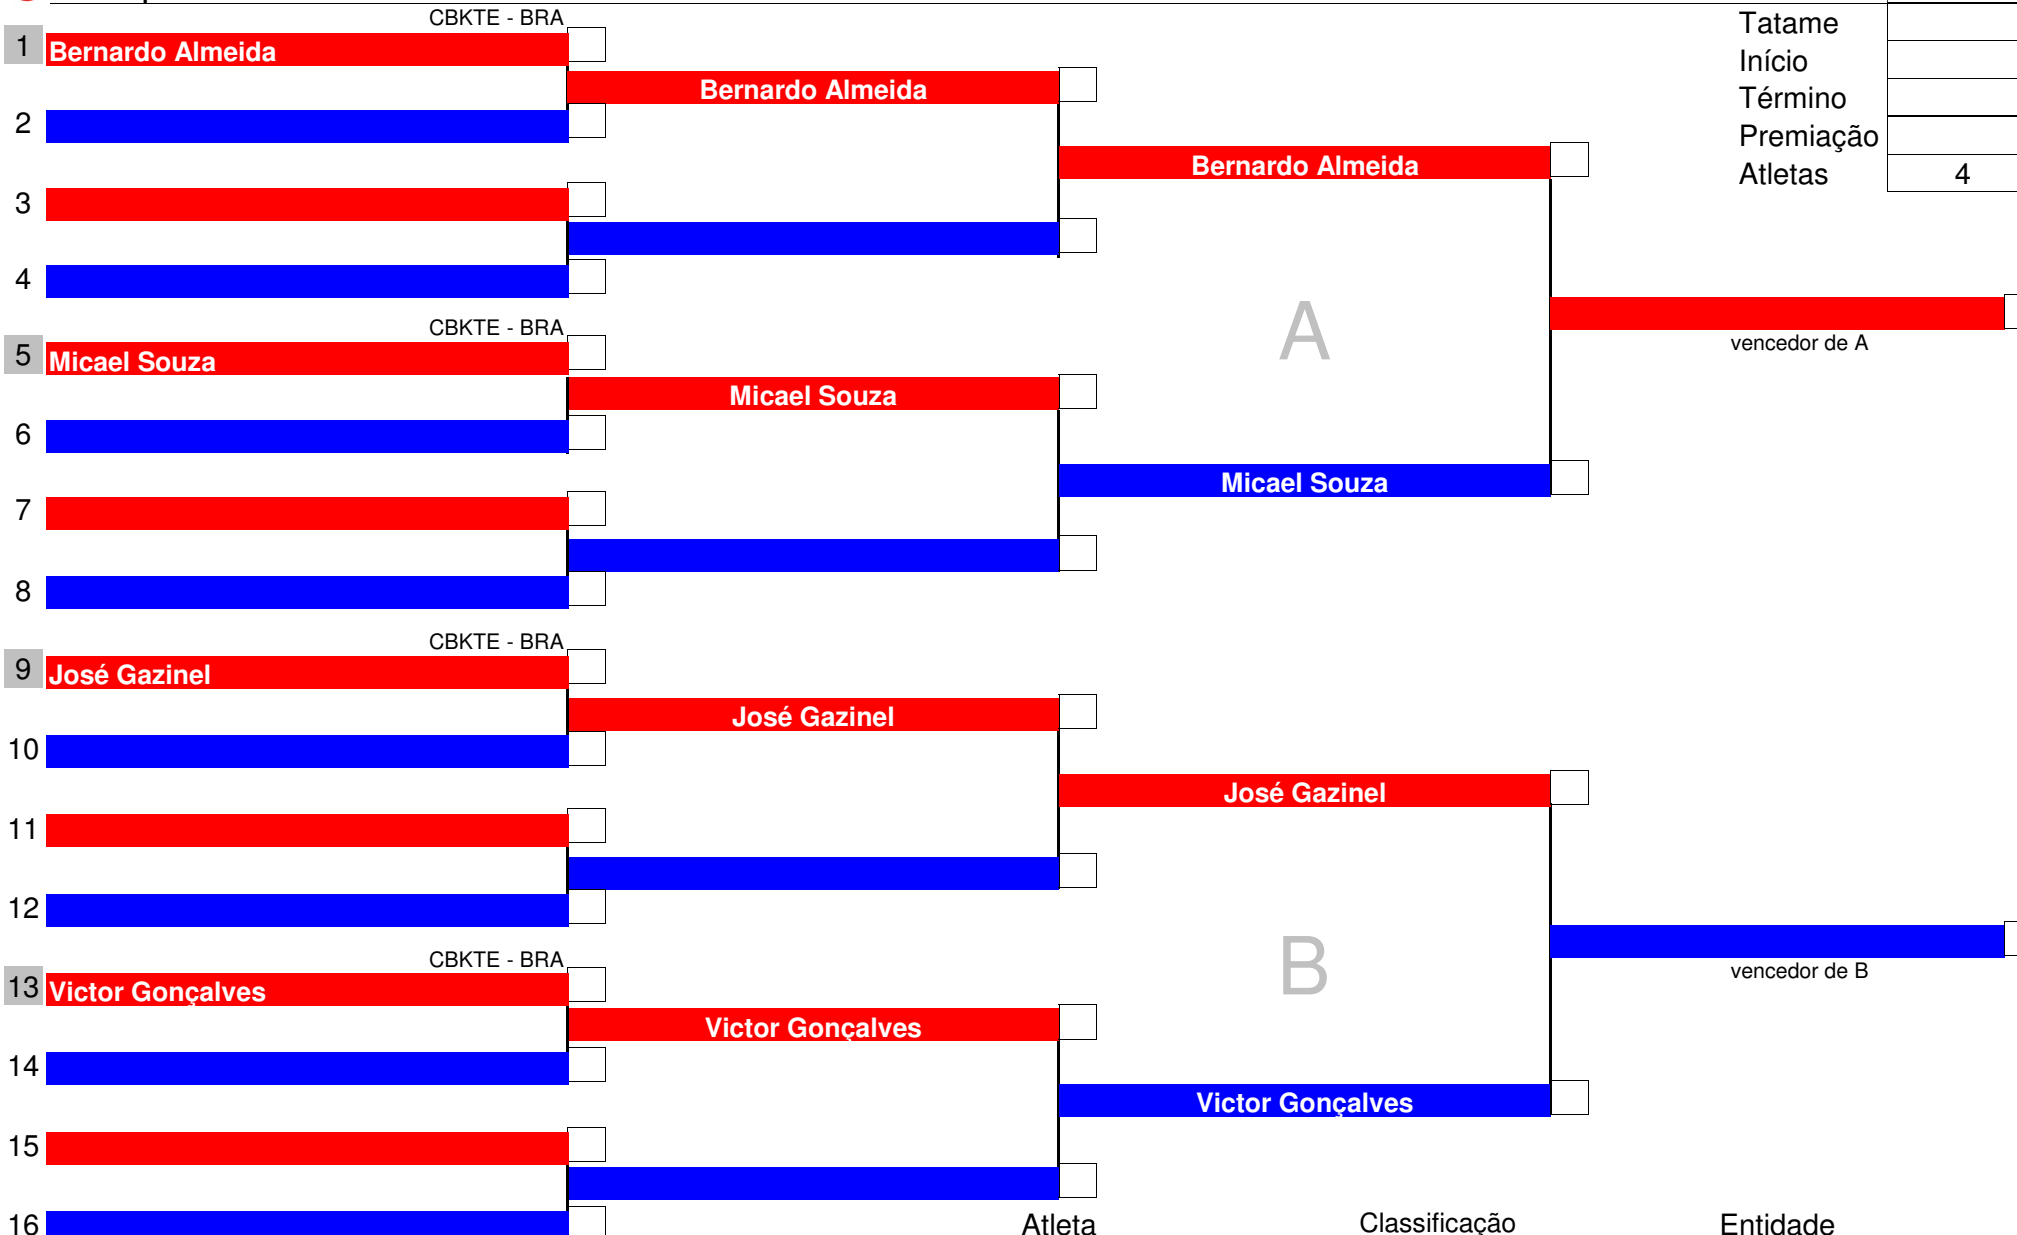 CBKTE - BRA
Tatame
1 Bernardo Almeida
Início
Bernardo Almeida
Término
2
Premiação
Bernardo Almeida
Atletas 4
3
4
A
CBKTE - BRA
vencedor de A
5 Micael Souza
Micael Souza
6
Micael Souza
7
8
CBKTE - BRA
9 José Gazinel
José Gazinel
10
José Gazinel
11
12
B
CBKTE - BRA
vencedor de B
13 Victor Gonçalves
Victor Gonçalves
14
Victor Gonçalves
15
16
Atleta Classificação Entidade